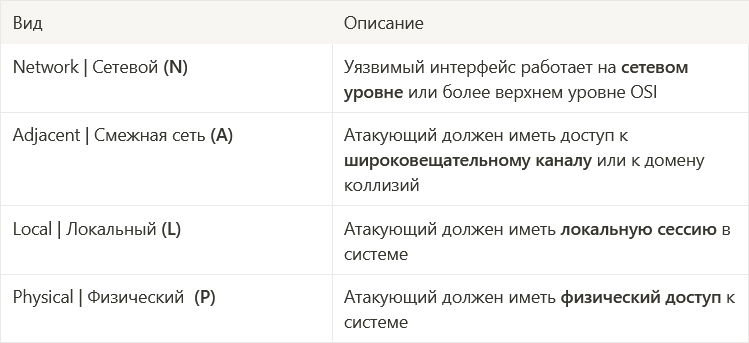 Вид
Описание
Network | Сетевой (N)
Уязвимый интерфейс работает на сетевом
уровне или более верхнем уровне OSI
Adjacent | Смежная сеть (A)
Атакующий должен иметь доступ к
широковещательному каналу или к домену
коллизий
Local | Локальный (L)
Атакующий должен иметь локальную сессию в
системе
Physical | Физический (P)
Атакующий должен иметь физический доступ к
системе